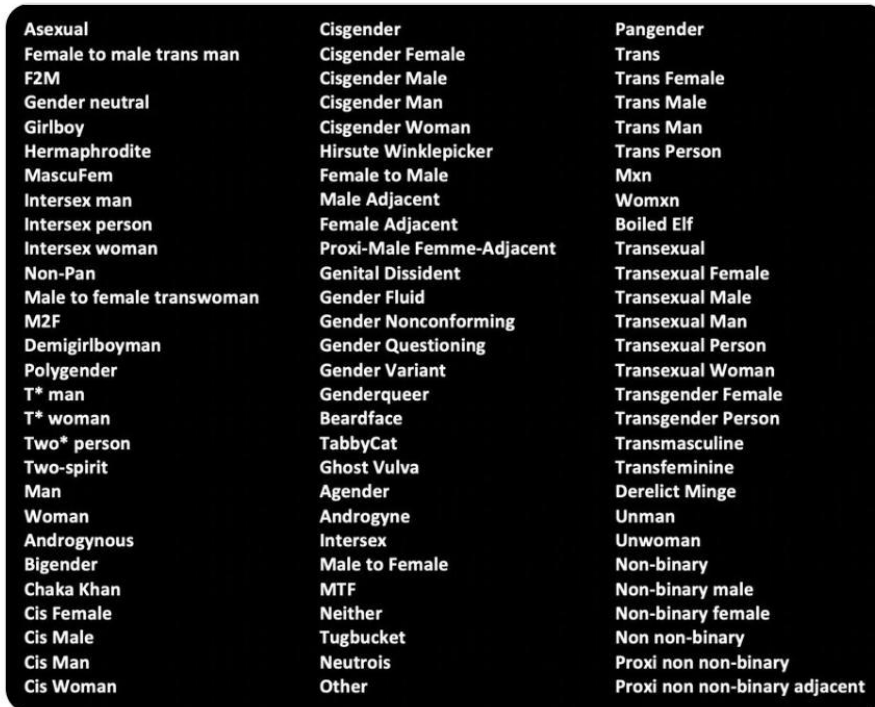 Asexual
Female to male trans man
F2M
Gender neutral
Girlboy
Hermaphrodite
MascuFem
Intersex man
Intersex person
Intersex woman
Non-Pan
Male to female transwoman
M2F
Demigirlboyman
Polygender
T* man
T* woman
Two* person
Two-spirit
Man
Woman
Androgynous
Bigender
Chaka Khan
Cis Female
Cis Male
Cis Man
Cis Woman
Cisgender
Cisgender Female
Cisgender Male
Cisgender Man
Cisgender Woman
Hirsute Winklepicker
Female to Male
Male Adjacent
Female Adjacent
Proxi-Male Femme-Adjacent
Genital Dissident
Gender Fluid
Gender Nonconforming
Gender Questioning
Gender Variant
Genderqueer
Beardface
TabbyCat
Ghost Vulva
Agender
Androgyne
Intersex
Male to Female
MTF
Neither
Tugbucket
Neutrois
Other
Pangender
Trans
Trans Female
Trans Male
Trans Man
Trans Person
Mxn
Womxn
Boiled Elf
Transexual
Transexual Female
Transexual Male
Transexual Man
Transexual Person
Transexual Woman
Transgender Female
Transgender Person
Transmasculine
Transfeminine
Derelict Minge
Unman
Unwoman
Non-binary
Non-binary male
Non-binary female
Non non-binary
Proxi non non-binary
Proxi non non-binary adjacent